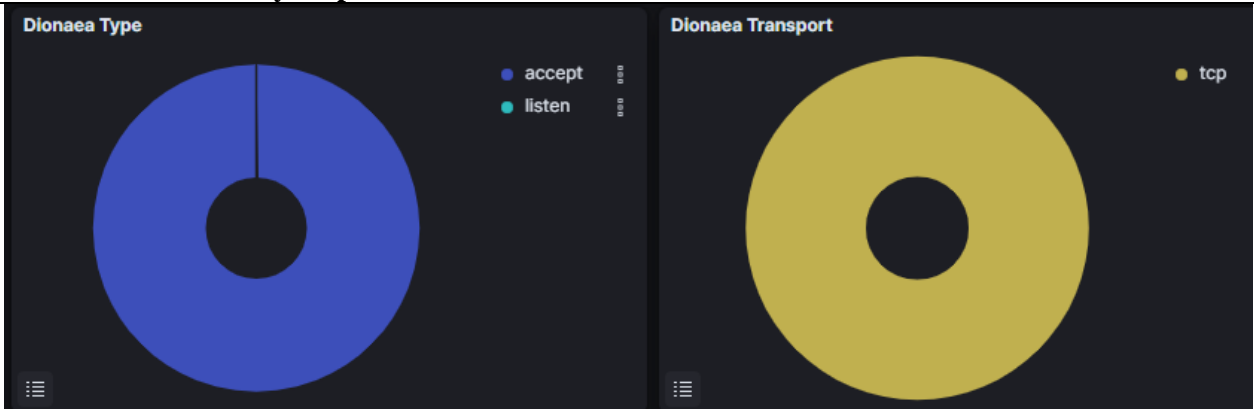 Dionaea Type
accept
listen
Dionaea Transport
tcp